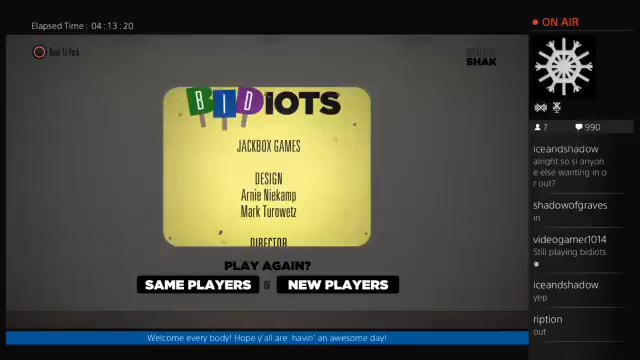 Elapsed Time: 04:13:20
ON AIR
Back To Pack
SHAK
BIDiOTS
JACKBOX GAMES
DESIGN
Arnie Niekamp
Mark Turowetz
DIRECTOR
PLAY AGAIN?
SAME PLAYERS
or
NEW PLAYERS
Welcome every body! Hope y'all are havin' an awesome day!
7
990
iceandshadow
alright so si anyon
e else wanting in o
r out?
shadowofgraves
in
videogamer1014
Still playing bidiots
iceandshadow
yep
ription
out